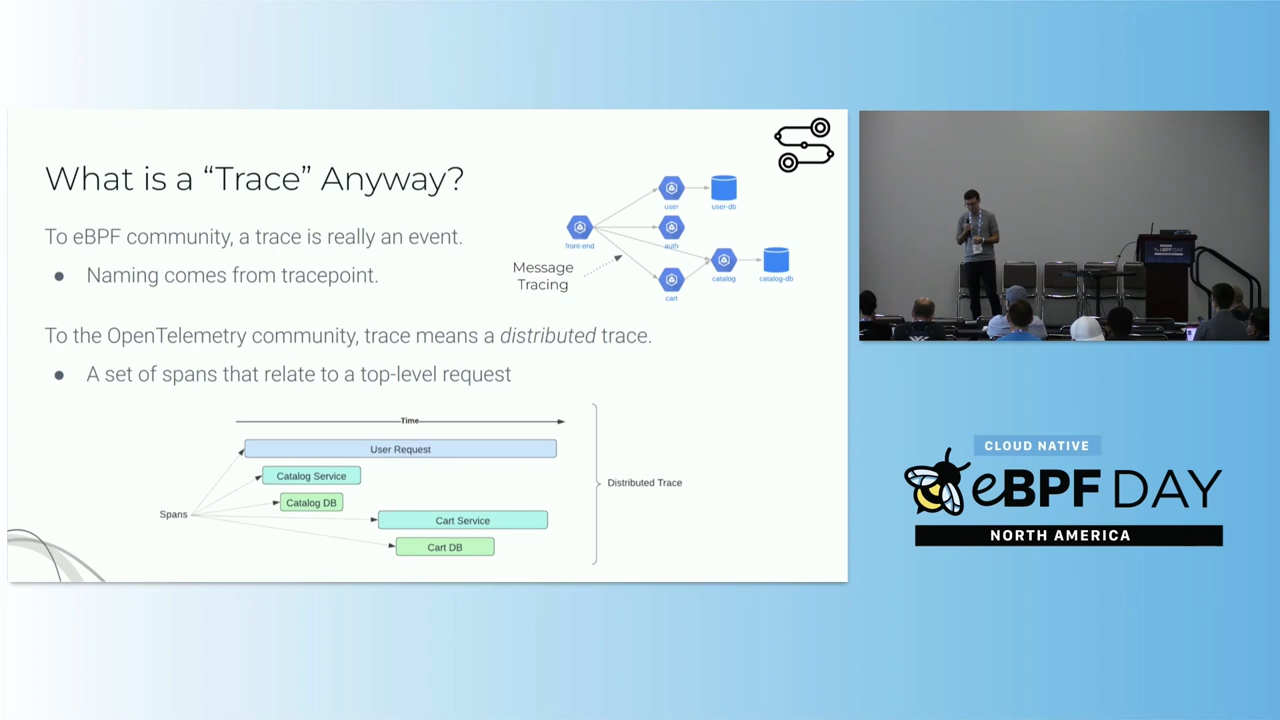 What is a “Trace” Anyway?
To eBPF community, a trace is really an event.
● Naming comes from tracepoint.
Message
Tracing
front-end
user
user-db
auth
catalog
catalog-db
cart
To the OpenTelemetry community, trace means a distributed trace.
● A set of spans that relate to a top-level request
Time
User Request
Catalog Service
Catalog DB
Spans
Cart Service
Cart DB
Distributed Trace
CLOUD NATIVE
eBPF DAY
NORTH AMERICA